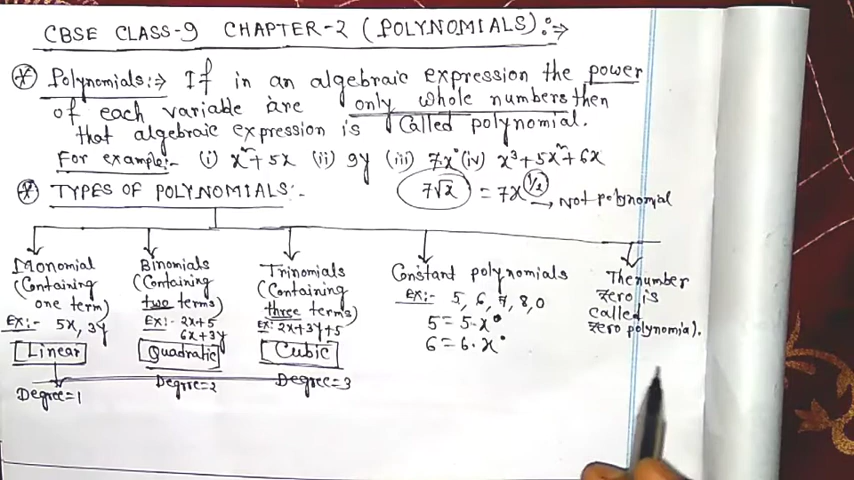 CBSE CLASS-9 CHAPTER-2 (POLYNOMIALS):→
* Polynomials:→ If in an algebraic expression the power
of each variable are only whole numbers then
that algebraic expression is called polynomial.
For example:- (i) x²+5x (ii) 9y (iii) 7x⁰ (iv) x³+5x²+6x
* TYPES OF POLYNOMIALS:-
7√x = 7x^(1/2) → Not polynomial
Monomial
(Containing
one term)
Ex:- 5x, 3y
Linear
Degree=1
Binomials
(Containing
two terms)
Ex:- 2x+5
6x+3y
Quadratic
Degree=2
Trinomials
(Containing
three terms)
Ex:- 2x+3y+5
Cubic
Degree=3
Constant polynomials
Ex:- 5, 6, 7, 8, 0
5=5·x⁰
6=6·x⁰
The number
zero is
called
zero polynomial.